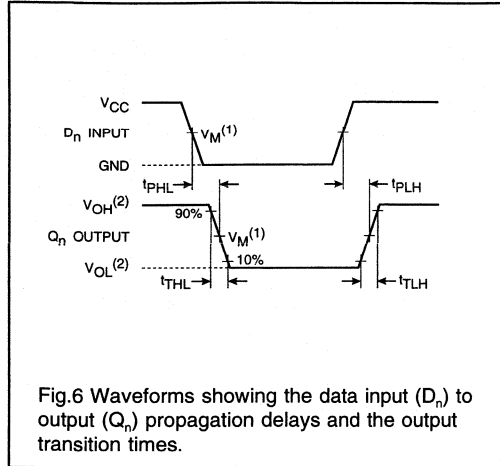 VCC
Dn INPUT
VM(1)
GND
tPHL
tPLH
VOH(2)
90%
Qn OUTPUT
VM(1)
VOL(2)
10%
tTHL
tTLH
Fig.6 Waveforms showing the data input (Dn) to
output (Qn) propagation delays and the output
transition times.